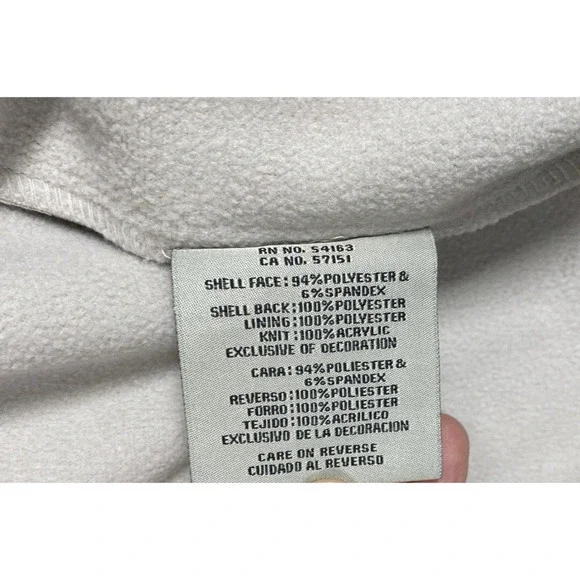 RN NO. 54163
CA NO. 57151
SHELL FACE: 94% POLYESTER &
6% SPANDEX
SHELL BACK: 100% POLYESTER
LINING: 100% POLYESTER
KNIT: 100% ACRYLIC
EXCLUSIVE OF DECORATION
CARA: 94% POLIESTER &
6% SPANDEX
REVERSO: 100% POLIESTER
FORRO: 100% POLIESTER
TEJIDO: 100% ACRILICO
EXCLUSIVO DE LA DECORACION
CARE ON REVERSE
CUIDADO AL REVERSO